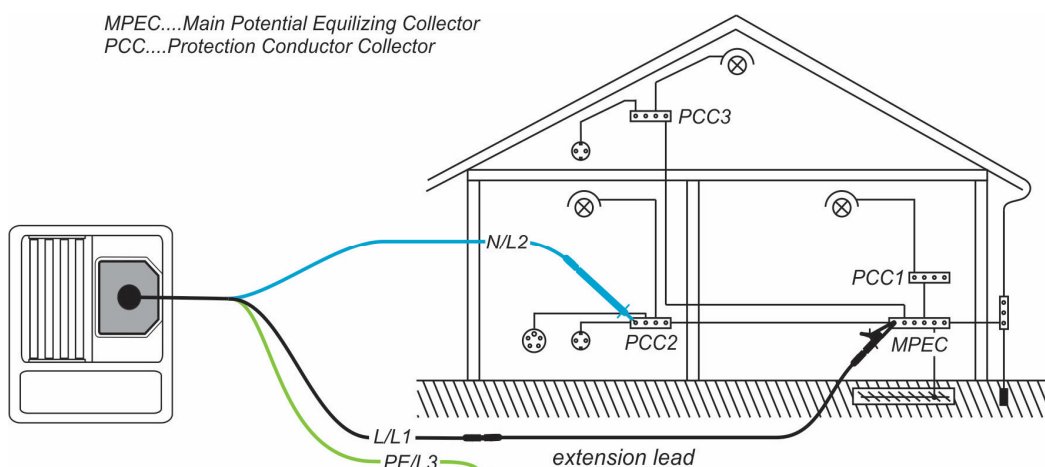 MPEC....Main Potential Equilizing Collector
PCC....Protection Conductor Collector
PCC3
N/L2
PCC1
PCC2
MPEC
L/L1
PE/L3
extension lead